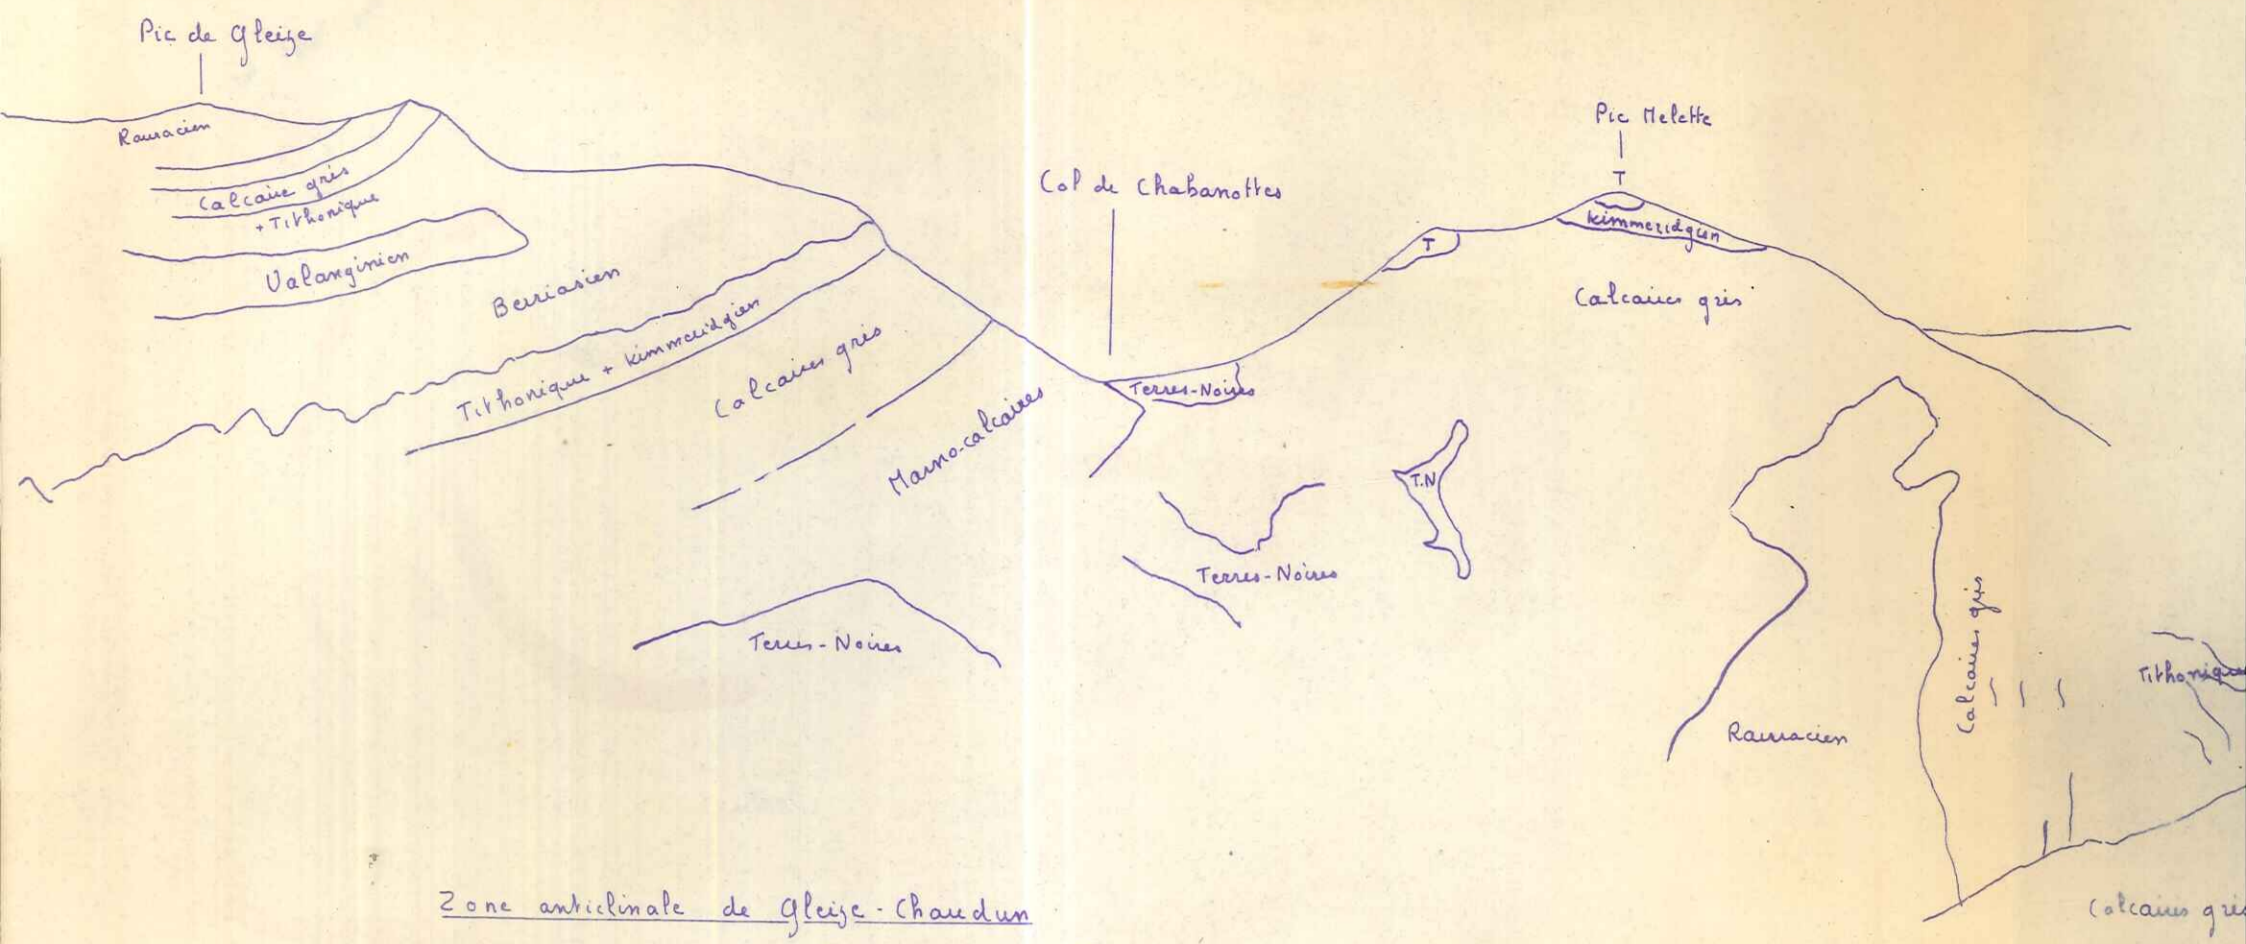 Pic de Gleize
Rauracien
Calcaire gris
+ Tithonique
Valanginien
Berriasien
Tithonique + Kimmeridgien
Calcaires gris
Marno-calcaires
Terres-Noires
Col de Chabanottes
Terres-Noires
Terres-Noires
T.N
T
Pic Melette
T
Kimmeridgien
Calcaires gris
Rauracien
Calcaires gris
Tithonique
Calcaires gris
Zone anticlinale de Gleize - Chaudun